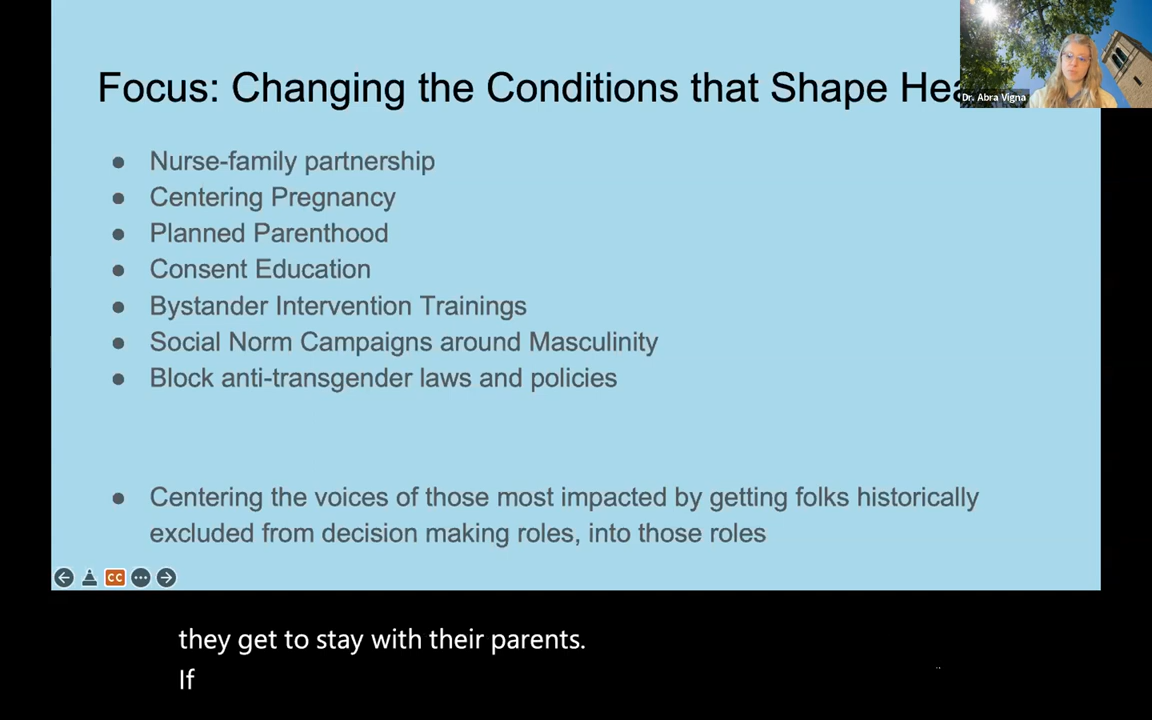 Focus: Changing the Conditions that Shape Hea
Dr. Abra Vigna
● Nurse-family partnership
● Centering Pregnancy
● Planned Parenthood
● Consent Education
● Bystander Intervention Trainings
● Social Norm Campaigns around Masculinity
● Block anti-transgender laws and policies
● Centering the voices of those most impacted by getting folks historically
excluded from decision making roles, into those roles
CC
they get to stay with their parents.
If